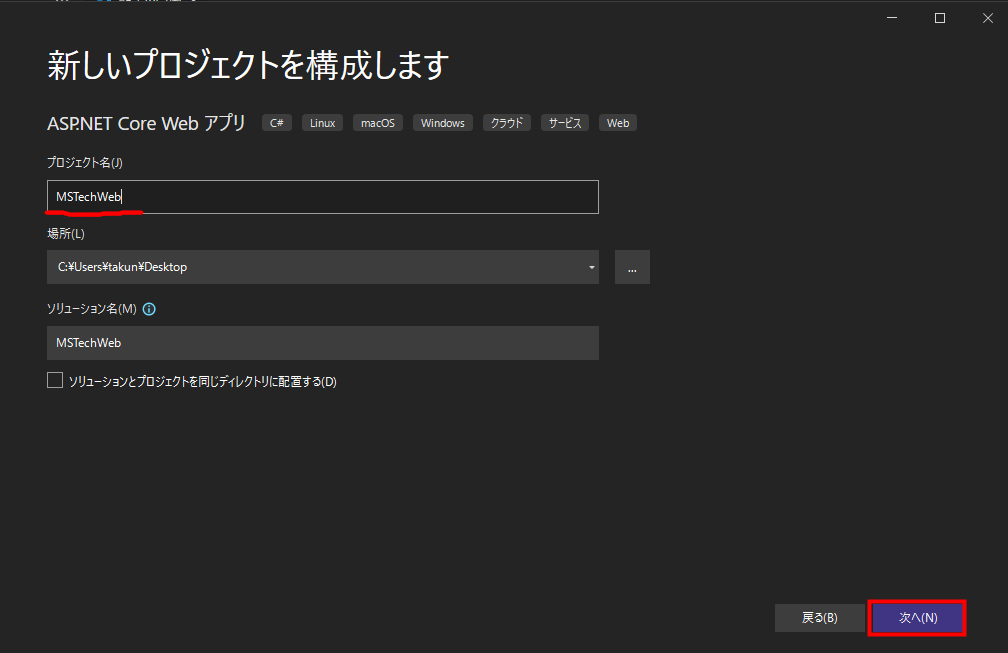 新しいプロジェクトを構成します
ASP.NET Core Web アプリ C# Linux macOS Windows クラウド サービス Web
プロジェクト名(J)
MSTechWeb
場所(L)
C:¥Users¥takun¥Desktop
...
ソリューション名(M)
MSTechWeb
ソリューションとプロジェクトを同じディレクトリに配置する(D)
戻る(B) 次へ(N)